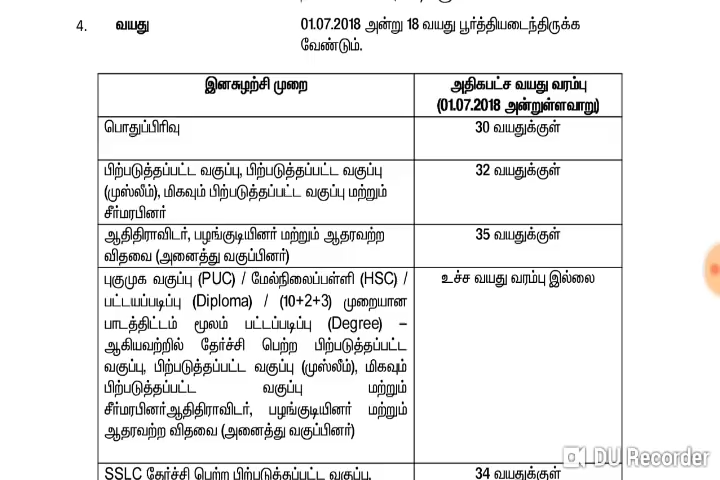 4. வயது 01.07.2018 அன்று 18 வயது பூர்த்தியடைந்திருக்க
வேண்டும்.
இனசுழற்சி முறை
அதிகபட்ச வயது வரம்பு
(01.07.2018 அன்றுள்ளவாறு)
பொதுப்பிரிவு
30 வயதுக்குள்
பிற்படுத்தப்பட்ட வகுப்பு, பிற்படுத்தப்பட்ட வகுப்பு
(முஸ்லீம்), மிகவும் பிற்படுத்தப்பட்ட வகுப்பு மற்றும்
சீர்மரபினர்
32 வயதுக்குள்
ஆதிதிராவிடர், பழங்குடியினர் மற்றும் ஆதரவற்ற
விதவை (அனைத்து வகுப்பினர்)
35 வயதுக்குள்
புகுமுக வகுப்பு (PUC) / மேல்நிலைப்பள்ளி (HSC) /
பட்டயப்படிப்பு (Diploma) / (10+2+3) முறையான
பாடத்திட்டம் மூலம் பட்டப்படிப்பு (Degree) –
ஆகியவற்றில் தேர்ச்சி பெற்ற பிற்படுத்தப்பட்ட
வகுப்பு, பிற்படுத்தப்பட்ட வகுப்பு (முஸ்லீம்), மிகவும்
பிற்படுத்தப்பட்ட வகுப்பு மற்றும்
சீர்மரபினர்ஆதிதிராவிடர், பழங்குடியினர் மற்றும்
ஆதரவற்ற விதவை (அனைத்து வகுப்பினர்)
உச்ச வயது வரம்பு இல்லை
SSLC தேர்ச்சி பெற்ற பிற்படுத்தப்பட்ட வகுப்பு,
34 வயதுக்குள்
DU Recorder